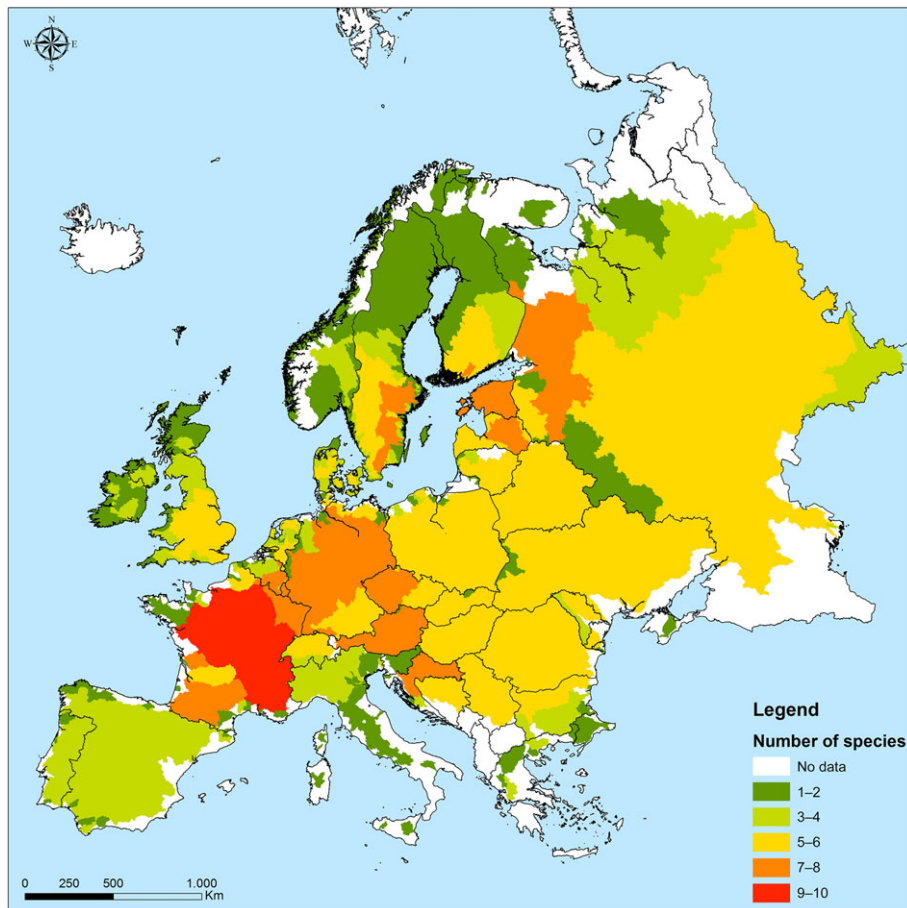 N
W E
S
Legend
Number of species
No data
1–2
3–4
5–6
7–8
9–10
0 250 500 1.000
Km